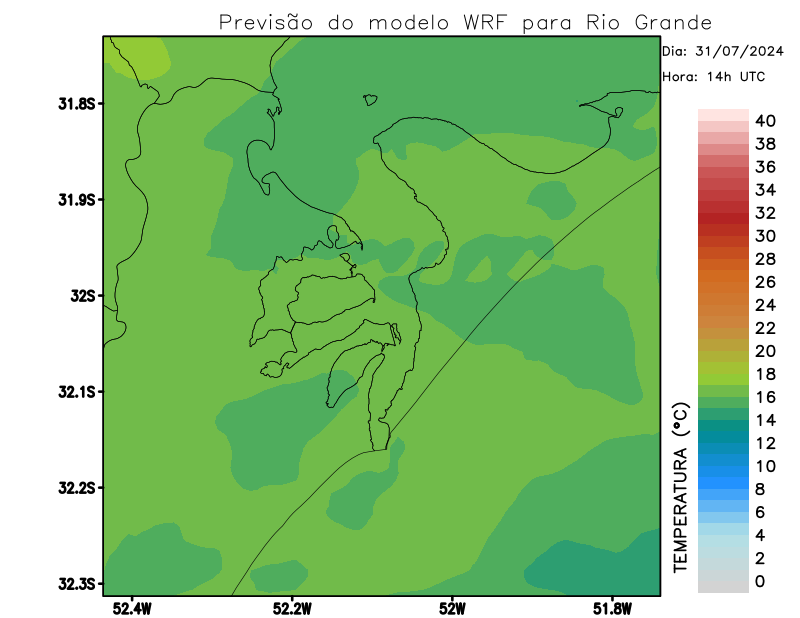 Previsão do modelo WRF para Rio Grande
Dia: 31/07/2024
Hora: 14h UTC
31.8S
31.9S
32S
32.1S
32.2S
32.3S
52.4W
52.2W
52W
51.8W
40
38
36
34
32
30
28
26
24
22
20
18
16
14
12
10
8
6
4
2
0
TEMPERATURA (°C)